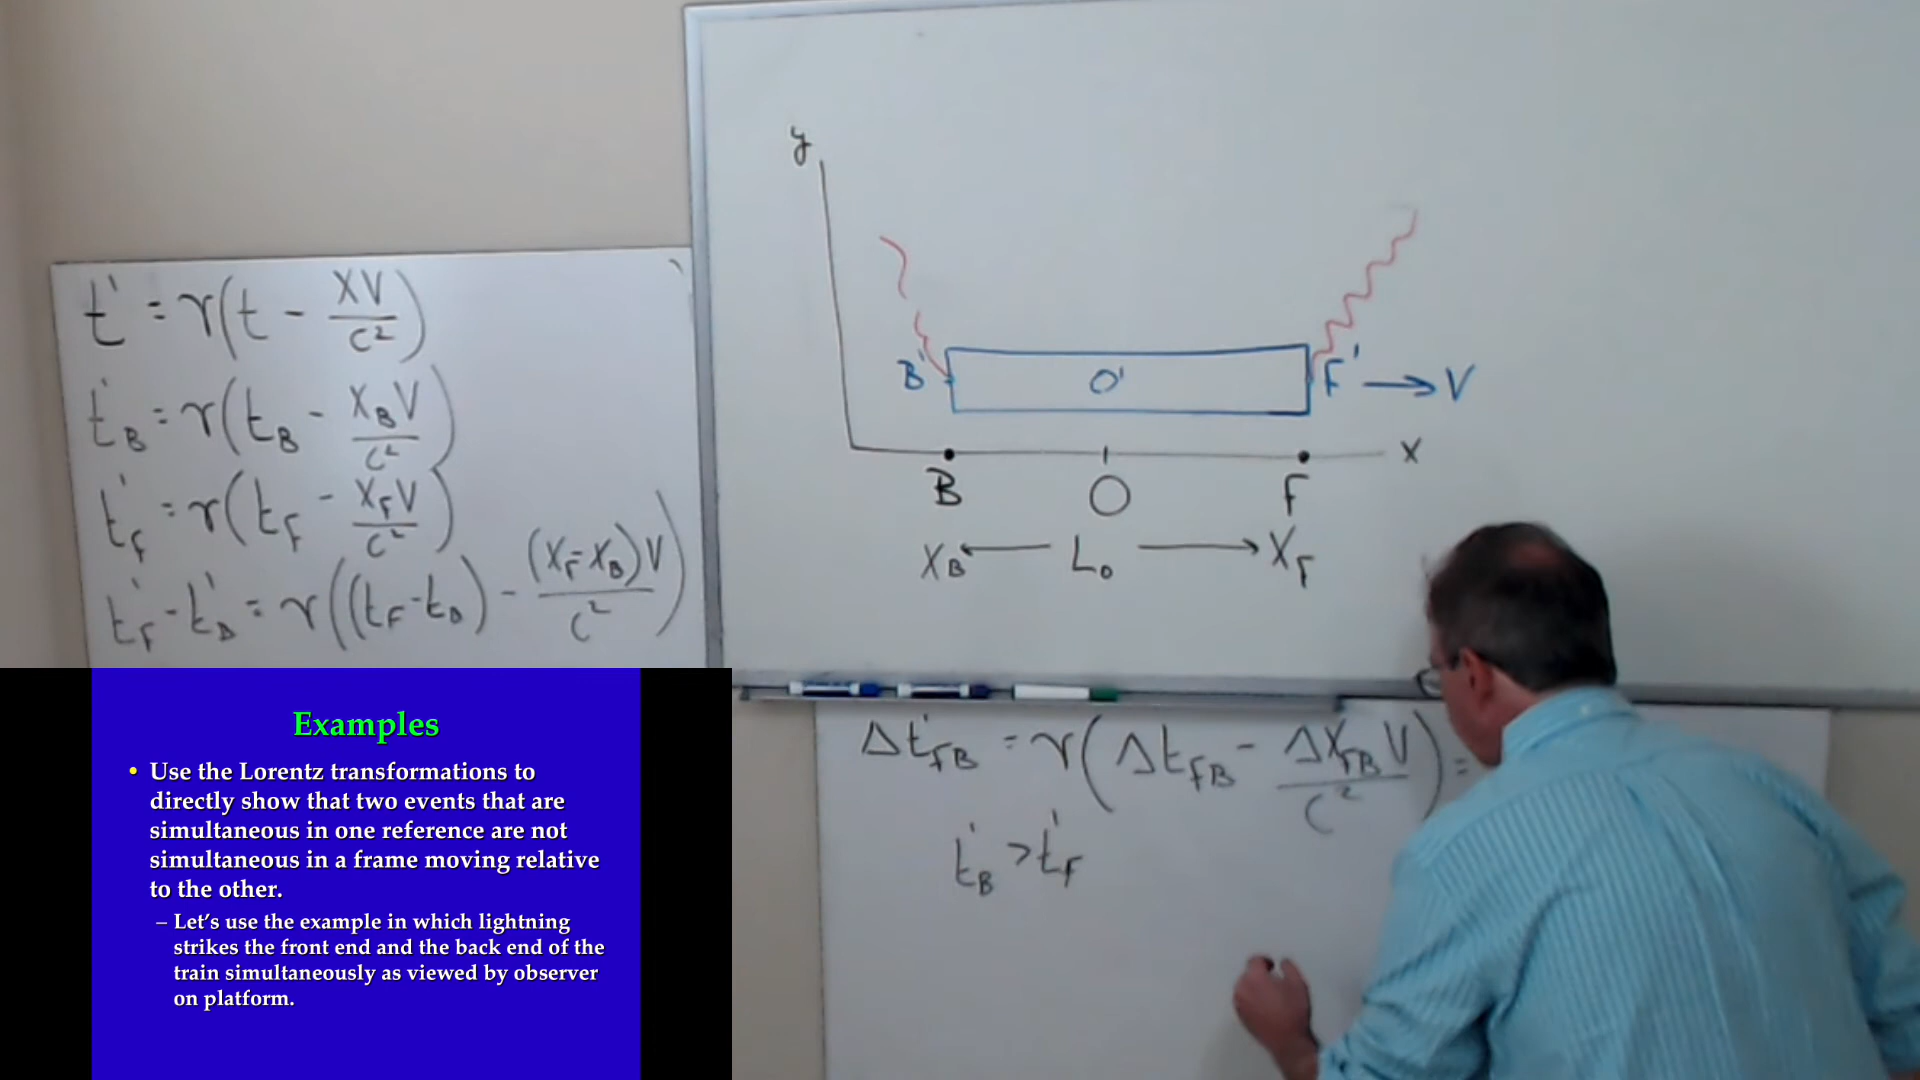 t' = γ(t - XV/c²)
t'B = γ(tB - XBV/c²)
t'F = γ(tF - XFV/c²)
t'F - t'B = γ((tF - tB) - (XF - XB)V/c²)
y
B' O' F' → V
x
B O F
XB ← L₀ → XF
Δt'FB = γ(ΔtFB - ΔXFBV/c²) =
t'B > t'F
Examples
• Use the Lorentz transformations to
directly show that two events that are
simultaneous in one reference are not
simultaneous in a frame moving relative
to the other.
– Let's use the example in which lightning
strikes the front end and the back end of the
train simultaneously as viewed by observer
on platform.